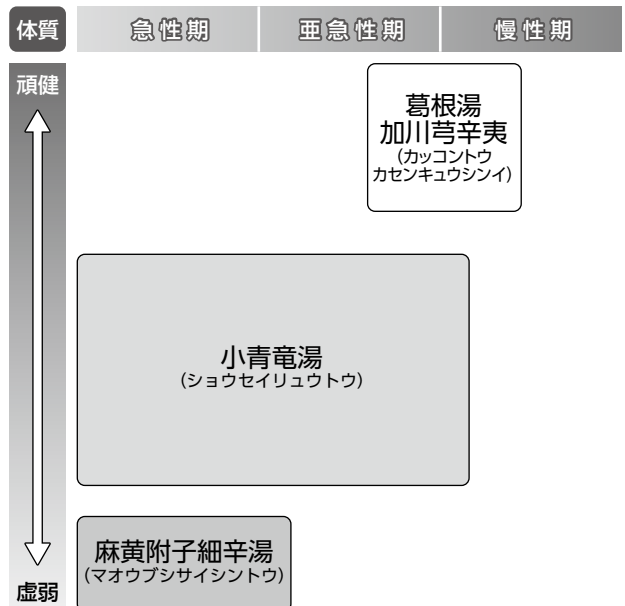 体質
急性期
亜急性期
慢性期
頑健
葛根湯
加川芎辛夷
(カッコントウ
カセンキュウシンイ)
小青竜湯
(ショウセイリュウトウ)
麻黄附子細辛湯
(マオウブシサイシントウ)
虚弱